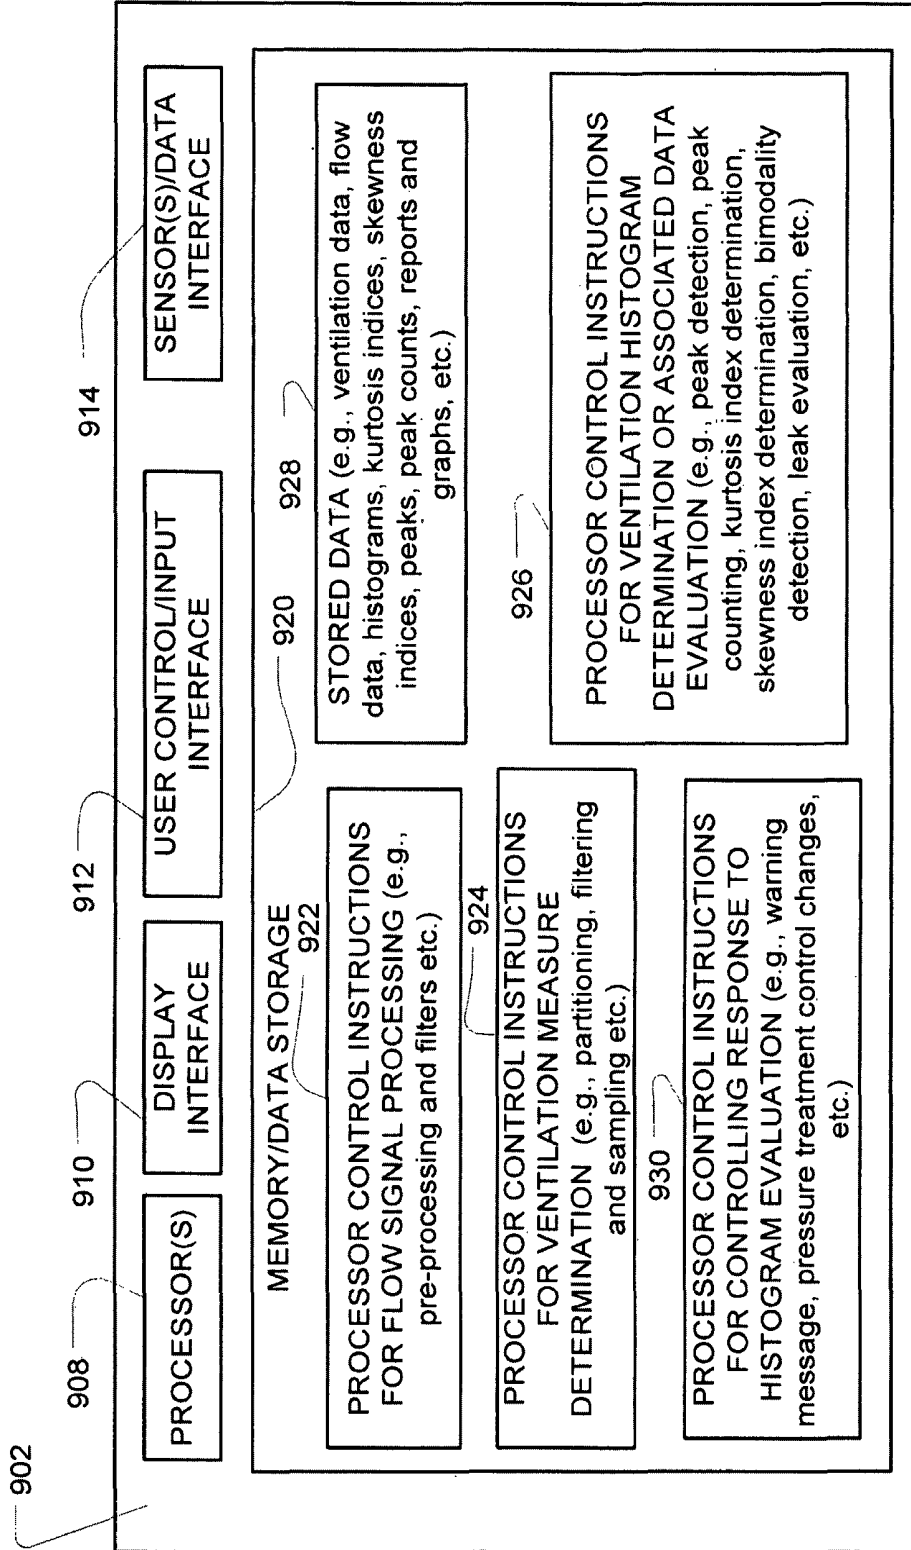 902
908
910
912
914
PROCESSOR(S)
DISPLAY
INTERFACE
USER CONTROL/INPUT
INTERFACE
SENSOR(S)/DATA
INTERFACE
920
MEMORY/DATA STORAGE
922
PROCESSOR CONTROL INSTRUCTIONS
FOR FLOW SIGNAL PROCESSING (e.g.,
pre-processing and filters etc.)
924
PROCESSOR CONTROL INSTRUCTIONS
FOR VENTILATION MEASURE
DETERMINATION (e.g., partitioning, filtering
and sampling etc.)
930
PROCESSOR CONTROL INSTRUCTIONS
FOR CONTROLLING RESPONSE TO
HISTOGRAM EVALUATION (e.g., warning
message, pressure treatment control changes,
etc.)
928
STORED DATA (e.g., ventilation data, flow
data, histograms, kurtosis indices, skewness
indices, peaks, peak counts, reports and
graphs, etc.)
926
PROCESSOR CONTROL INSTRUCTIONS
FOR VENTILATION HISTOGRAM
DETERMINATION OR ASSOCIATED DATA
EVALUATION (e.g., peak detection, peak
counting, kurtosis index determination,
skewness index determination, bimodality
detection, leak evaluation, etc.)